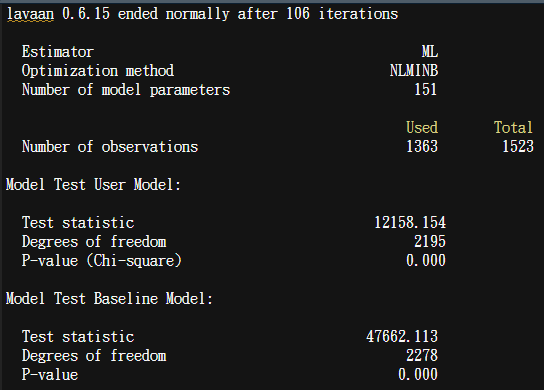 lavaan 0.6.15 ended normally after 106 iterations
Estimator ML
Optimization method NLMINB
Number of model parameters 151
Used Total
Number of observations 1363 1523
Model Test User Model:
Test statistic 12158.154
Degrees of freedom 2195
P-value (Chi-square) 0.000
Model Test Baseline Model:
Test statistic 47662.113
Degrees of freedom 2278
P-value 0.000